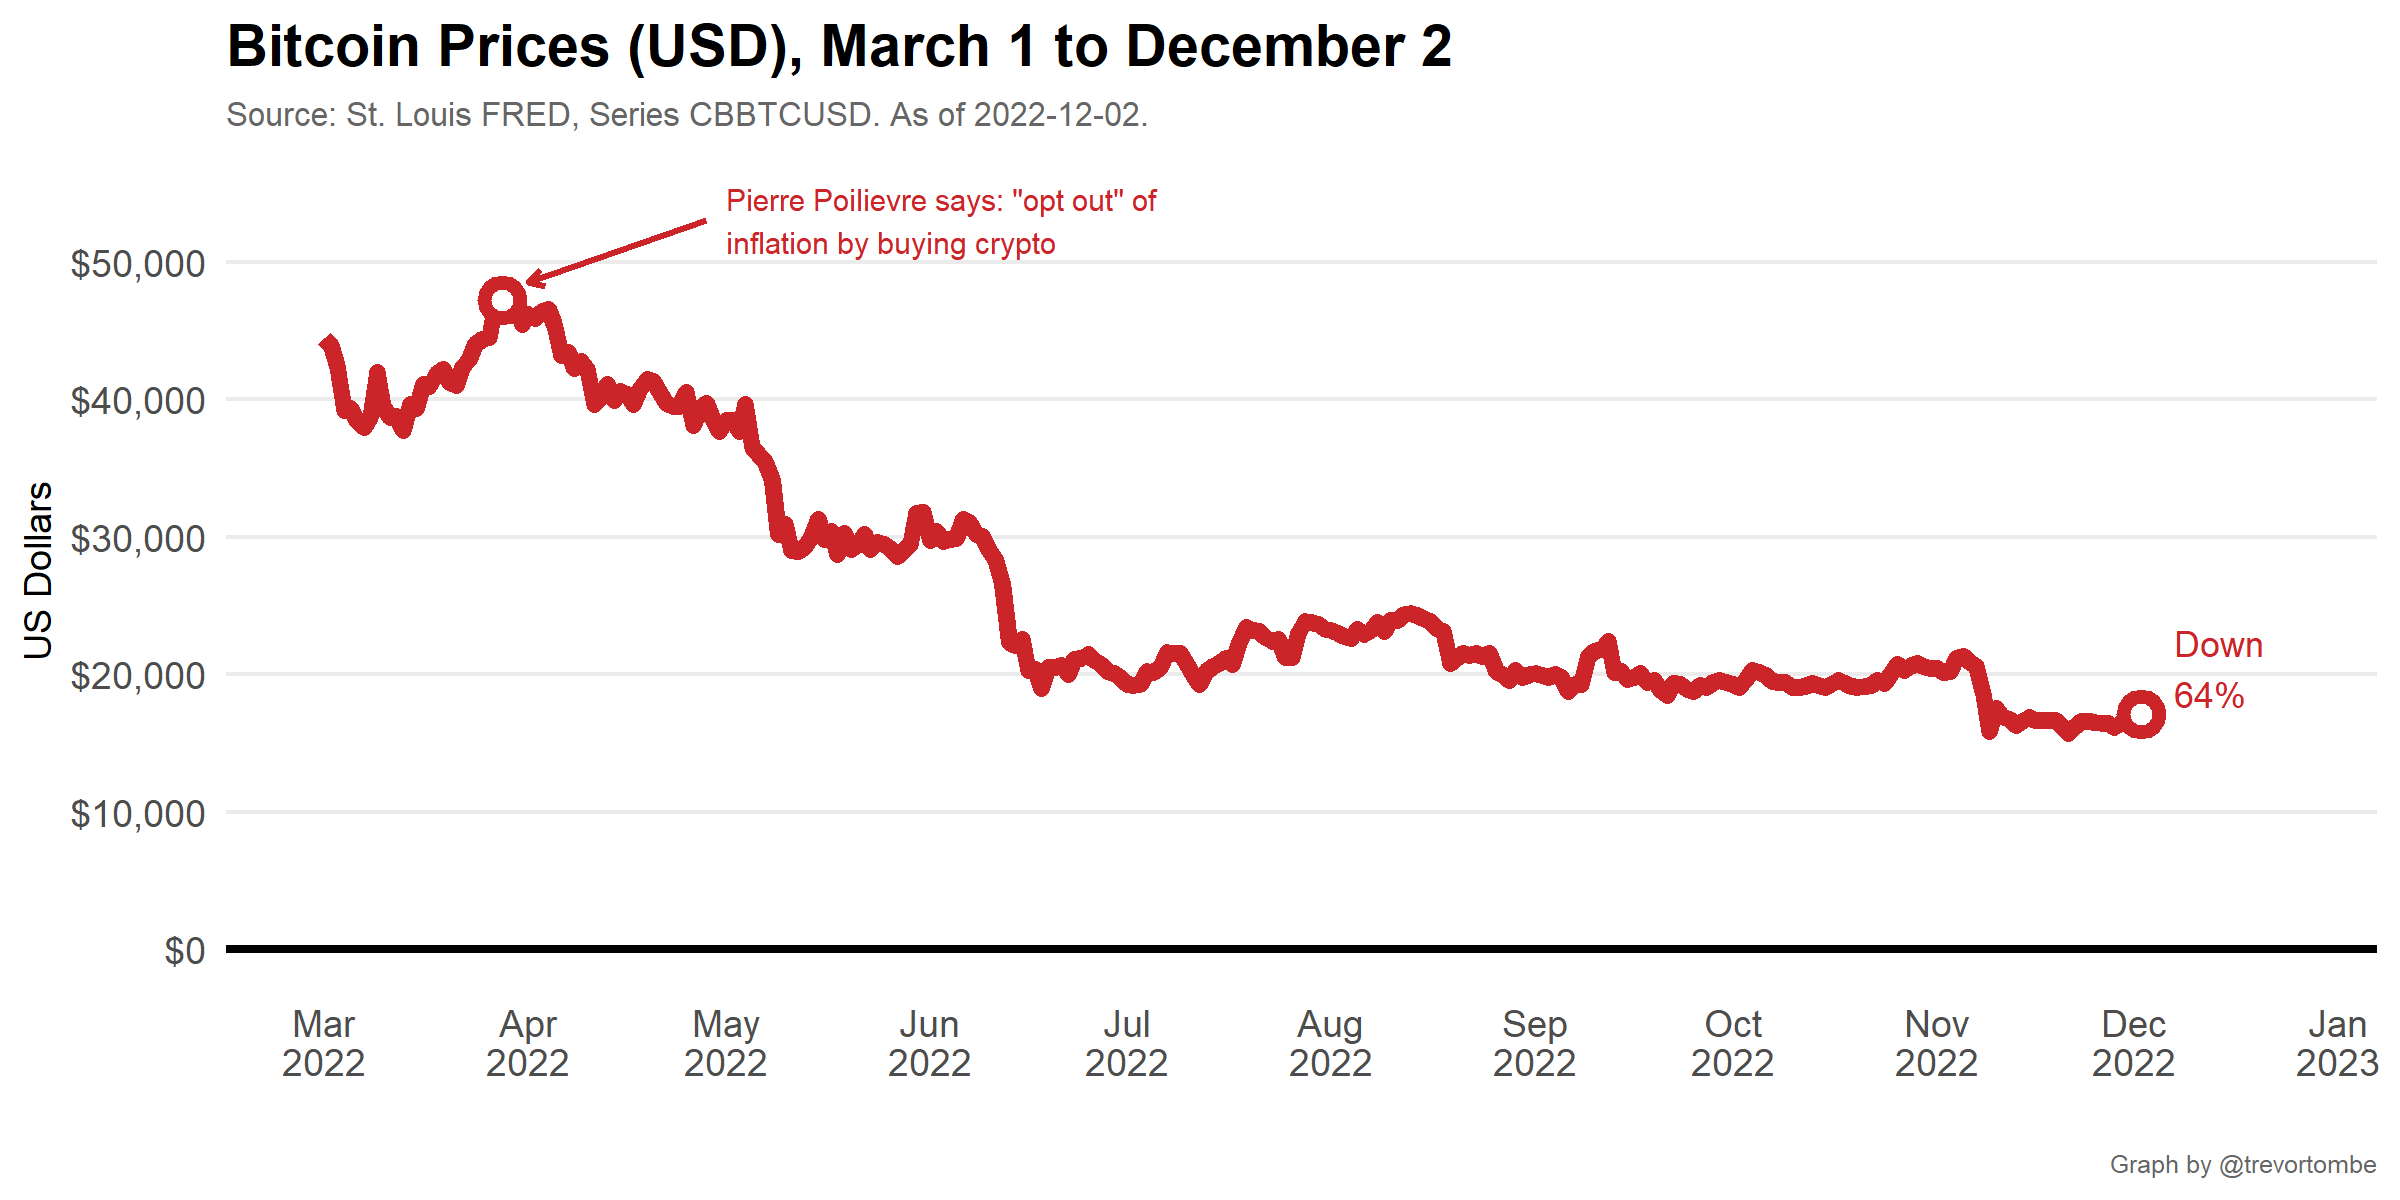 Bitcoin Prices (USD), March 1 to December 2
Source: St. Louis FRED, Series CBBTCUSD. As of 2022-12-02.
Pierre Poilievre says: "opt out" of
inflation by buying crypto
US Dollars
$50,000
$40,000
$30,000
$20,000
$10,000
$0
Down
64%
Mar 2022
Apr 2022
May 2022
Jun 2022
Jul 2022
Aug 2022
Sep 2022
Oct 2022
Nov 2022
Dec 2022
Jan 2023
Graph by @trevortombe